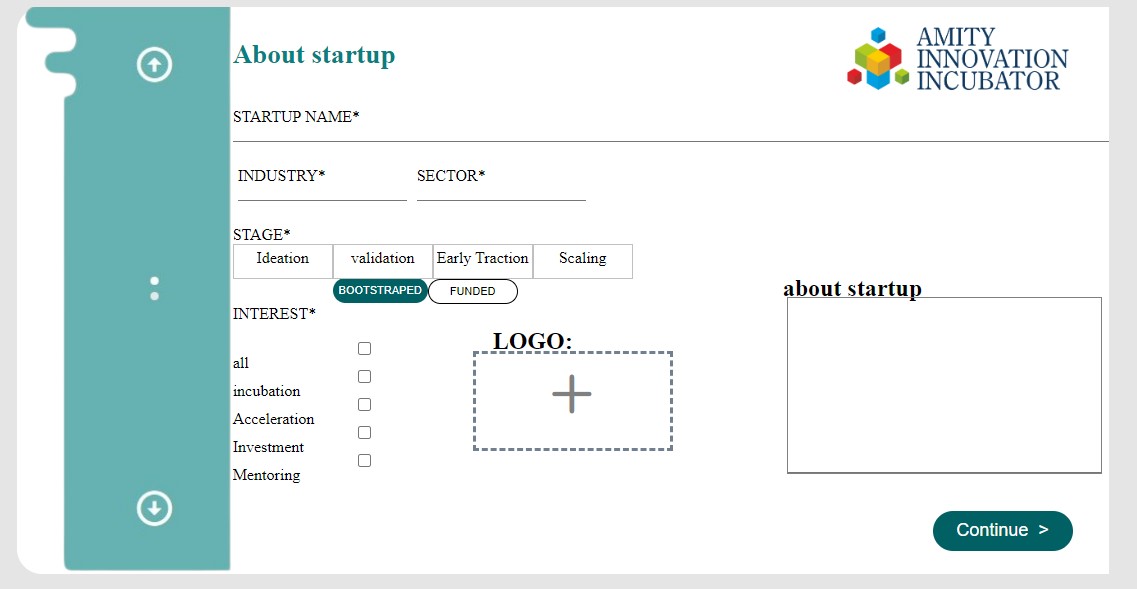 About startup
AMITY
INNOVATION
INCUBATOR
STARTUP NAME*
INDUSTRY* SECTOR*
STAGE*
Ideation validation Early Traction Scaling
BOOTSTRAPED FUNDED
about startup
INTEREST*
LOGO:
all
incubation
Acceleration
Investment
Mentoring
Continue >